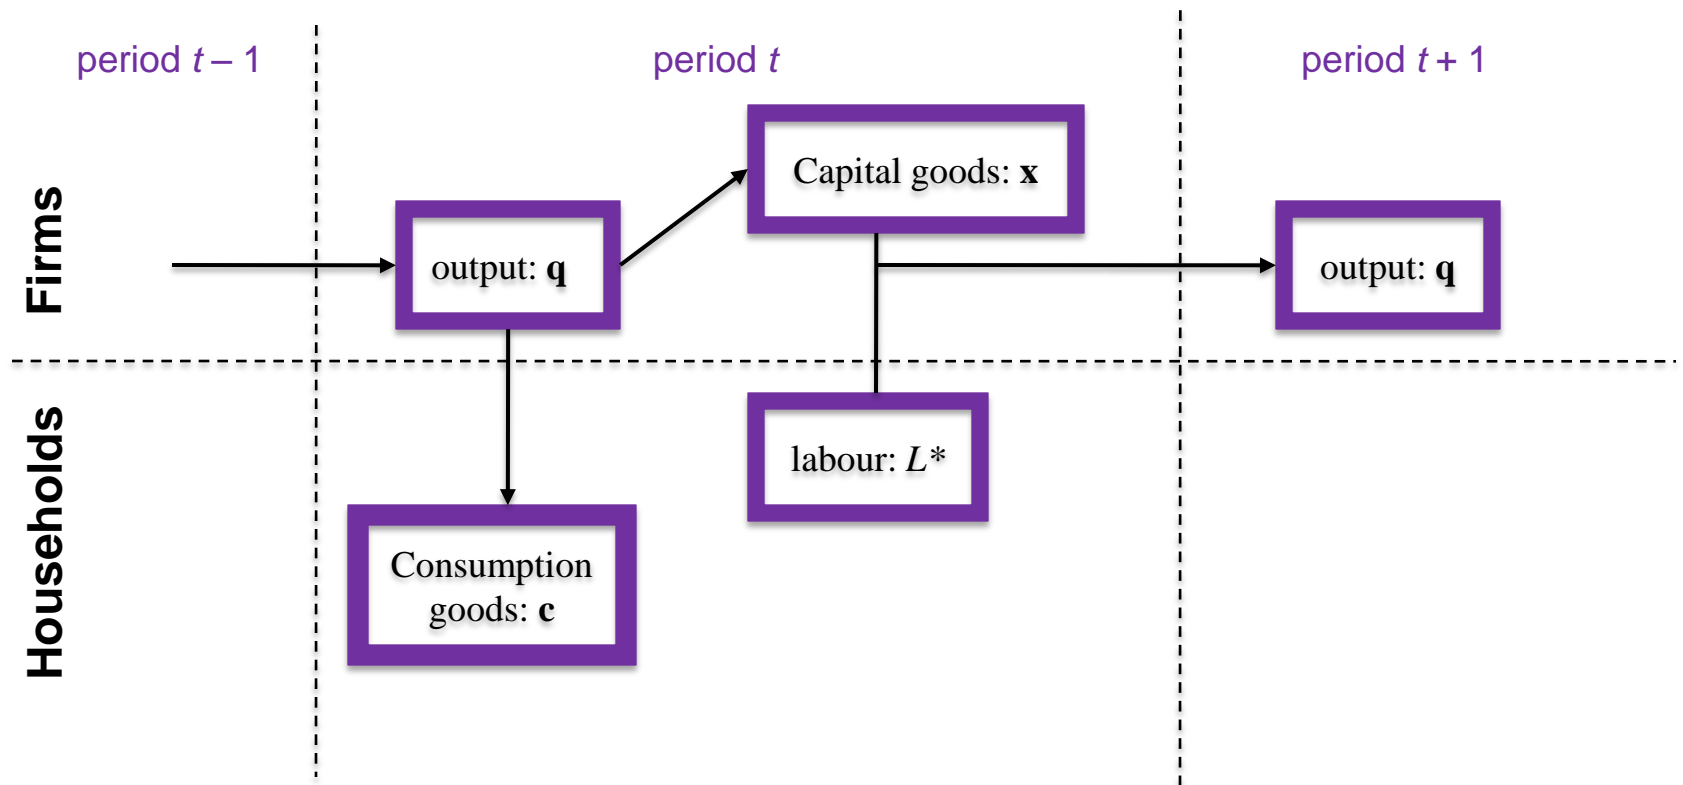 period t – 1
period t
period t + 1
Firms
Capital goods: x
output: q
output: q
Households
labour: L*
Consumption
goods: c